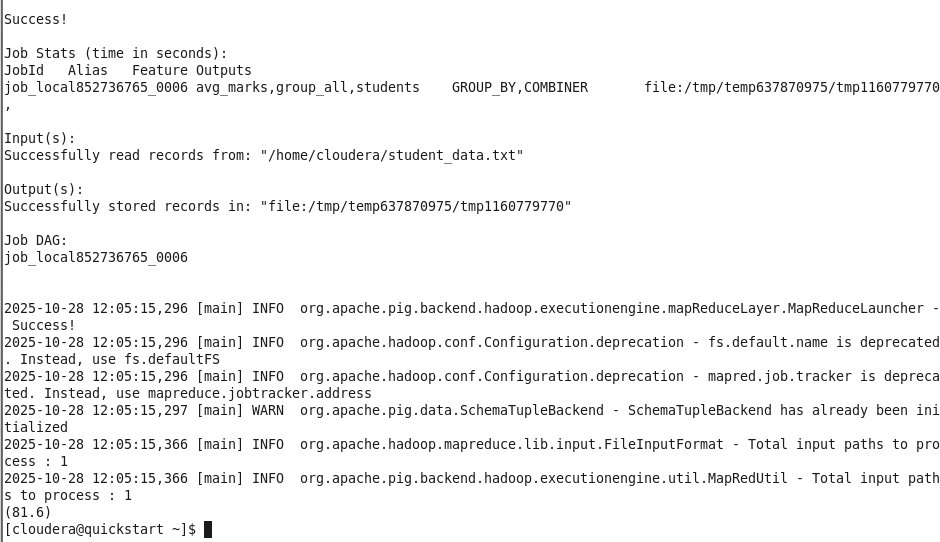 Success!
Job Stats (time in seconds):
JobId   Alias   Feature Outputs
job_local852736765_0006 avg_marks,group_all,students    GROUP_BY,COMBINER       file:/tmp/temp637870975/tmp1160779770
,
Input(s):
Successfully read records from: "/home/cloudera/student_data.txt"
Output(s):
Successfully stored records in: "file:/tmp/temp637870975/tmp1160779770"
Job DAG:
job_local852736765_0006
2025-10-28 12:05:15,296 [main] INFO  org.apache.pig.backend.hadoop.executionengine.mapReduceLayer.MapReduceLauncher -
 Success!
2025-10-28 12:05:15,296 [main] INFO  org.apache.hadoop.conf.Configuration.deprecation - fs.default.name is deprecated
. Instead, use fs.defaultFS
2025-10-28 12:05:15,296 [main] INFO  org.apache.hadoop.conf.Configuration.deprecation - mapred.job.tracker is depreca
ted. Instead, use mapreduce.jobtracker.address
2025-10-28 12:05:15,297 [main] WARN  org.apache.pig.data.SchemaTupleBackend - SchemaTupleBackend has already been ini
tialized
2025-10-28 12:05:15,366 [main] INFO  org.apache.hadoop.mapreduce.lib.input.FileInputFormat - Total input paths to pro
cess : 1
2025-10-28 12:05:15,366 [main] INFO  org.apache.pig.backend.hadoop.executionengine.util.MapRedUtil - Total input path
s to process : 1
(81.6)
[cloudera@quickstart ~]$